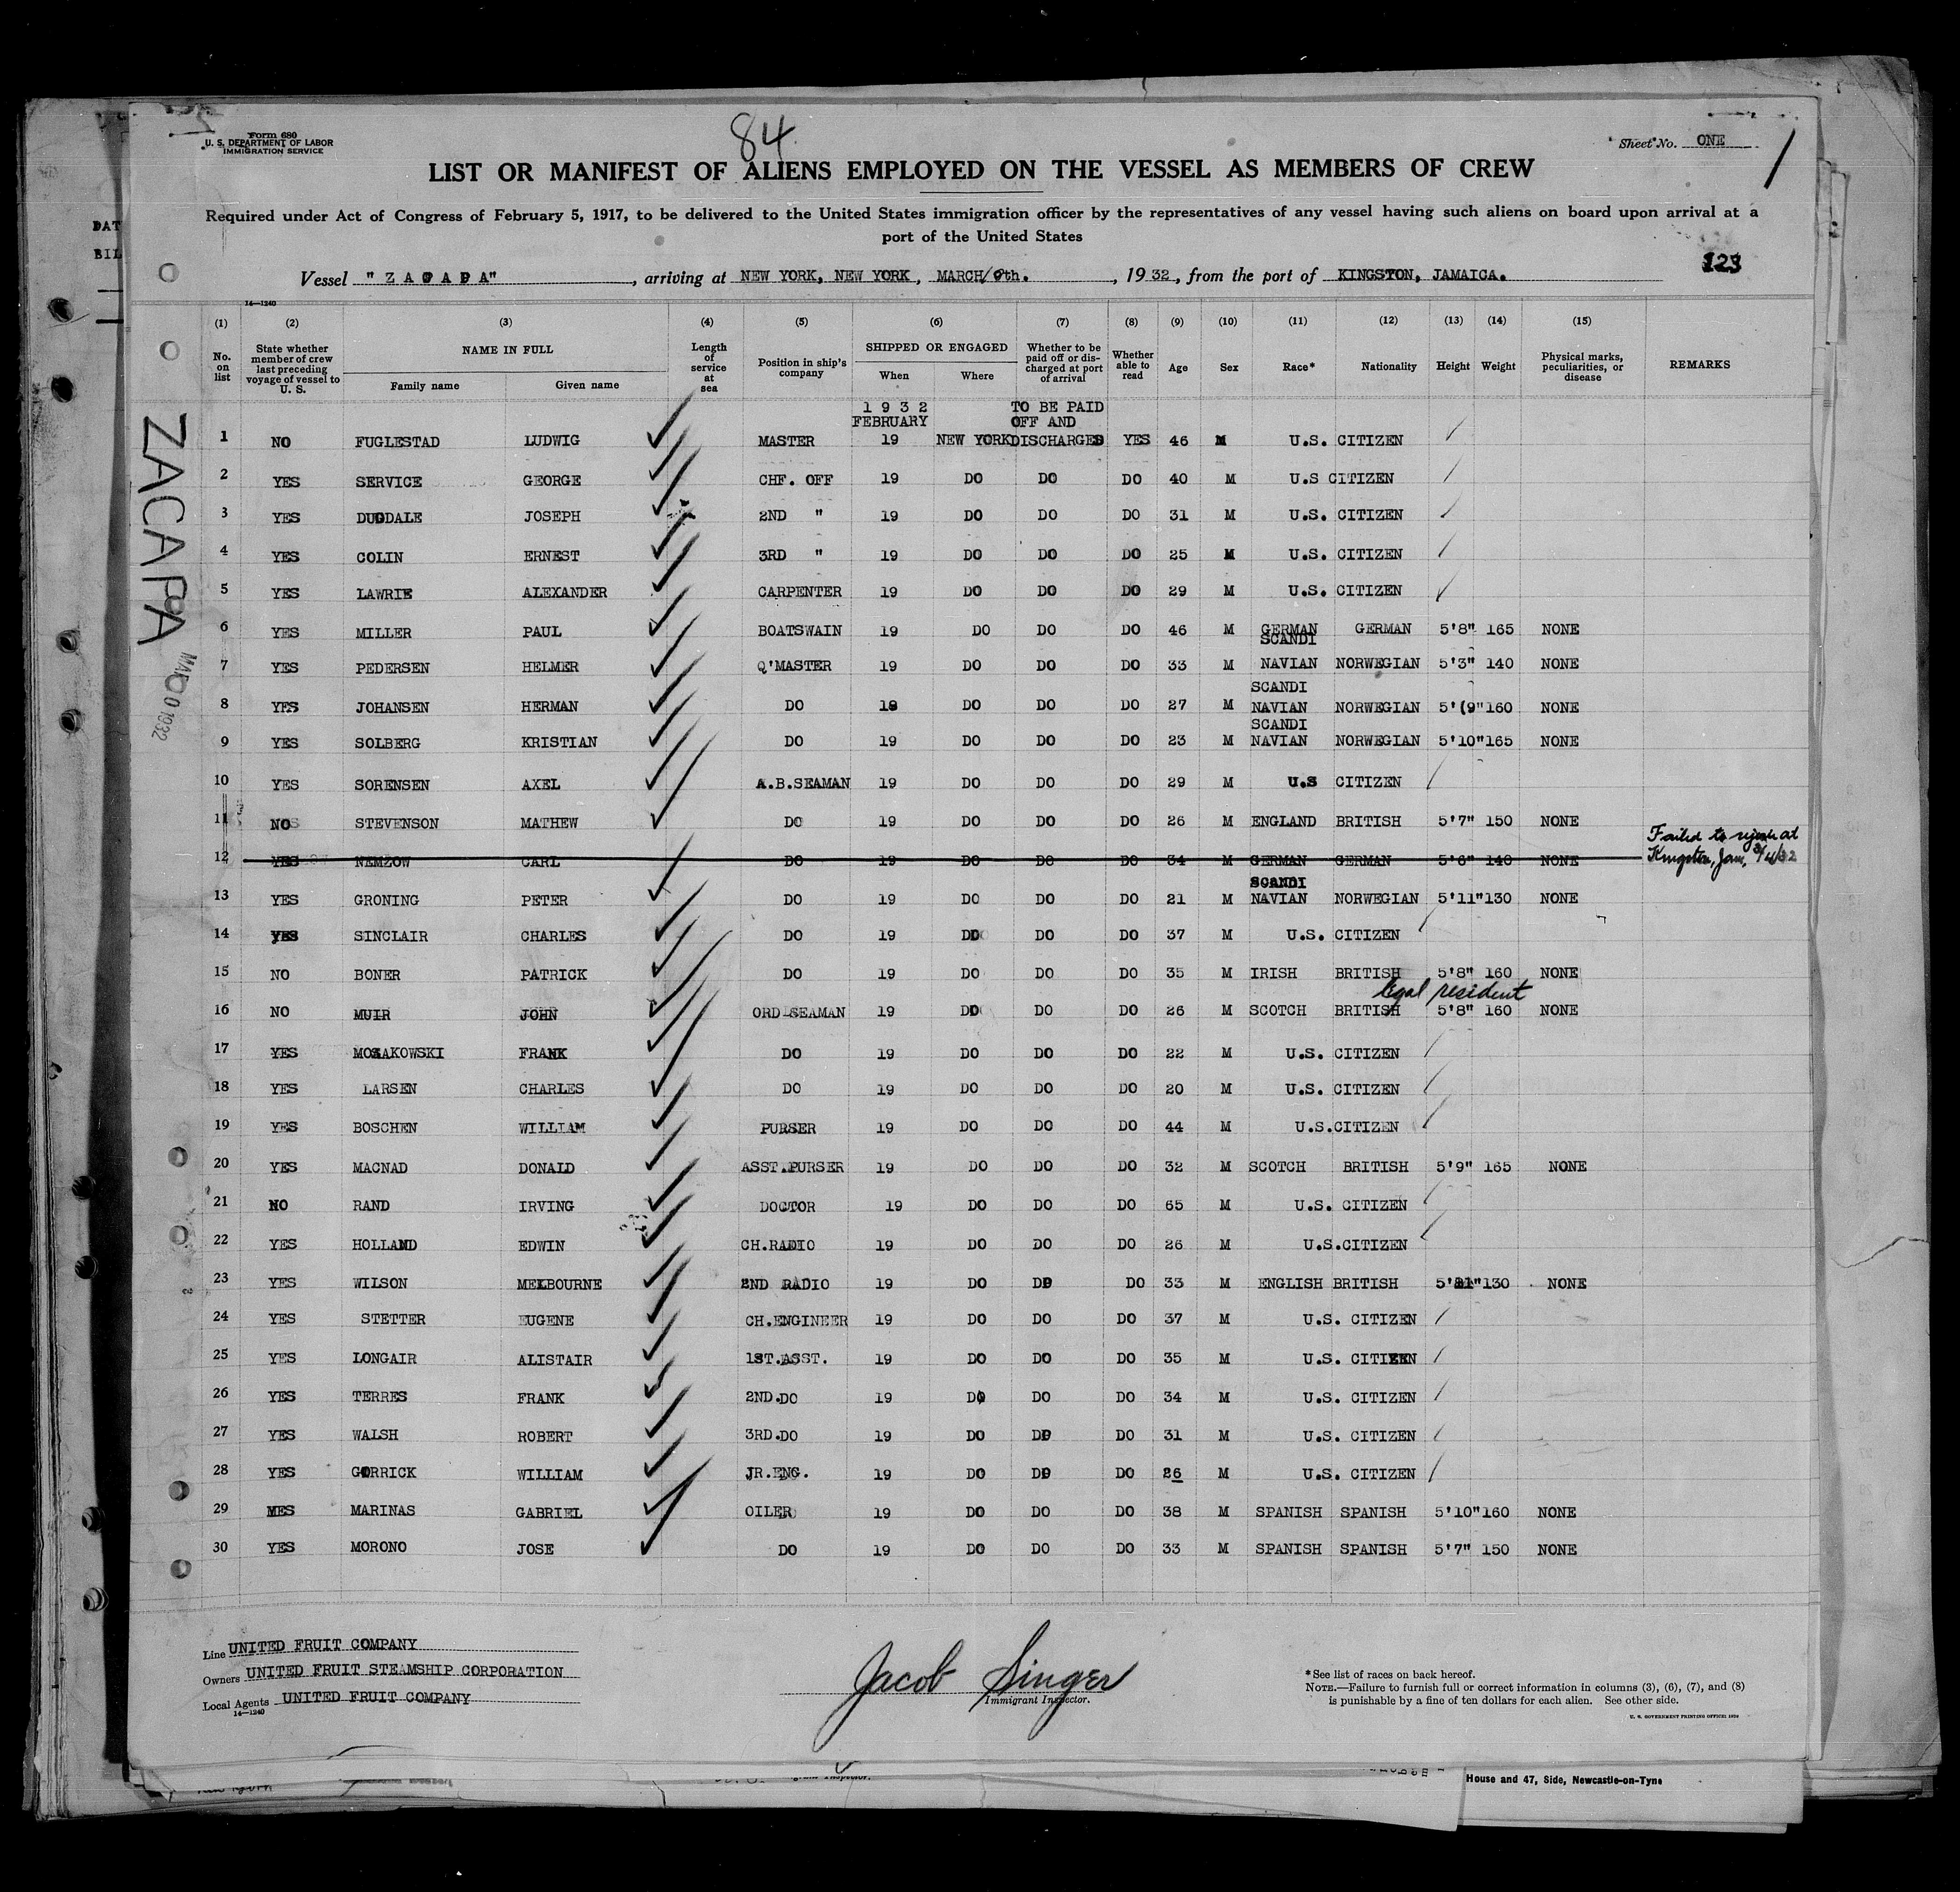 84
Form 680
U. S. DEPARTMENT OF LABOR
IMMIGRATION SERVICE
Sheet No. ONE
1
LIST OR MANIFEST OF ALIENS EMPLOYED ON THE VESSEL AS MEMBERS OF CREW
Required under Act of Congress of February 5, 1917, to be delivered to the United States immigration officer by the representatives of any vessel having such aliens on board upon arrival at a
port of the United States
123
Vessel "ZACAPA", arriving at NEW YORK, NEW YORK, MARCH/ th., 1932, from the port of KINGSTON, JAMAICA.
14—1240
(1) (2) (3) (4) (5) (6) (7) (8) (9) (10) (11) (12) (13) (14) (15)
No. on list State whether member of crew last preceding voyage of vessel to U. S. NAME IN FULL Family name Given name Length of service at sea Position in ship's company SHIPPED OR ENGAGED When Where Whether to be paid off or discharged at port of arrival Whether able to read Age Sex Race* Nationality Height Weight Physical marks, peculiarities, or disease REMARKS
1932 TO BE PAID
FEBRUARY OFF AND
1 NO FUGLESTAD LUDWIG MASTER 19 NEW YORK DISCHARGED YES 46 M U.S. CITIZEN
2 YES SERVICE GEORGE CHF. OFF 19 DO DO DO 40 M U.S CITIZEN
3 YES DUGDALE JOSEPH 2ND " 19 DO DO DO 31 M U.S. CITIZEN
4 YES COLIN ERNEST 3RD " 19 DO DO DO 25 M U.S. CITIZEN
5 YES LAWRIE ALEXANDER CARPENTER 19 DO DO DO 29 M U.S. CITIZEN
6 YES MILLER PAUL BOATSWAIN 19 DO DO DO 46 M GERMAN GERMAN 5'8" 165 NONE
SCANDI
7 YES PEDERSEN HELMER Q'MASTER 19 DO DO DO 33 M NAVIAN NORWEGIAN 5'3" 140 NONE
SCANDI
8 YES JOHANSEN HERMAN DO 19 DO DO DO 27 M NAVIAN NORWEGIAN 5'(9" 160 NONE
SCANDI
9 YES SOLBERG KRISTIAN DO 19 DO DO DO 23 M NAVIAN NORWEGIAN 5'10" 165 NONE
10 YES SORENSEN AXEL A.B.SEAMAN 19 DO DO DO 29 M U.S CITIZEN
11 NO STEVENSON MATHEW DO 19 DO DO DO 26 M ENGLAND BRITISH 5'7" 150 NONE
12 YES NEMZOW CARL DO 19 DO DO DO 34 M GERMAN GERMAN 5'6" 140 NONE Failed to rejoin at
Kingston, Jam, 3/4/32
SCANDI
13 YES GRONING PETER DO 19 DO DO DO 21 M NAVIAN NORWEGIAN 5'11" 130 NONE
14 YES SINCLAIR CHARLES DO 19 DO DO DO 37 M U.S. CITIZEN
15 NO BONER PATRICK DO 19 DO DO DO 35 M IRISH BRITISH 5'8" 160 NONE
legal resident
16 NO MUIR JOHN ORD SEAMAN 19 DO DO DO 26 M SCOTCH BRITISH 5'8" 160 NONE
17 YES MOZAKOWSKI FRANK DO 19 DO DO DO 22 M U.S. CITIZEN
18 YES LARSEN CHARLES DO 19 DO DO DO 20 M U.S. CITIZEN
19 YES BOSCHEN WILLIAM PURSER 19 DO DO DO 44 M U.S.CITIZEN
20 YES MACNAD DONALD ASST.PURSER 19 DO DO DO 32 M SCOTCH BRITISH 5'9" 165 NONE
21 NO RAND IRVING DOCTOR 19 DO DO DO 65 M U.S. CITIZEN
22 YES HOLLAND EDWIN CH.RADIO 19 DO DO DO 26 M U.S.CITIZEN
23 YES WILSON MELBOURNE 2ND RADIO 19 DO DO DO 33 M ENGLISH BRITISH 130 NONE
24 YES STETTER EUGENE CH.ENGINEER 19 DO DO DO 37 M U.S. CITIZEN
25 YES LONGAIR ALISTAIR 1ST.ASST. 19 DO DO DO 35 M U.S. CITIZEN
26 YES TERRES FRANK 2ND.DO 19 DO DO DO 34 M U.S. CITIZEN
27 YES WALSH ROBERT 3RD.DO 19 DO DO DO 31 M U.S. CITIZEN
28 YES GORRICK WILLIAM JR.ENG. 19 DO DO DO 26 M U.S. CITIZEN
29 YES MARINAS GABRIEL OILER 19 DO DO DO 38 M SPANISH SPANISH 5'10" 160 NONE
30 YES MORONO JOSE DO 19 DO DO DO 33 M SPANISH SPANISH 5'7" 150 NONE
ZACAPA
1932
Line UNITED FRUIT COMPANY
Owners UNITED FRUIT STEAMSHIP CORPORATION
Local Agents UNITED FRUIT COMPANY
14—1240
Jacob Singer
Immigrant Inspector.
*See list of races on back hereof.
NOTE.—Failure to furnish full or correct information in columns (3), (6), (7), and (8)
is punishable by a fine of ten dollars for each alien. See other side.
U. S. GOVERNMENT PRINTING OFFICE: 1930
House and 47, Side, Newcastle-on-Tyne
DAT
BIL